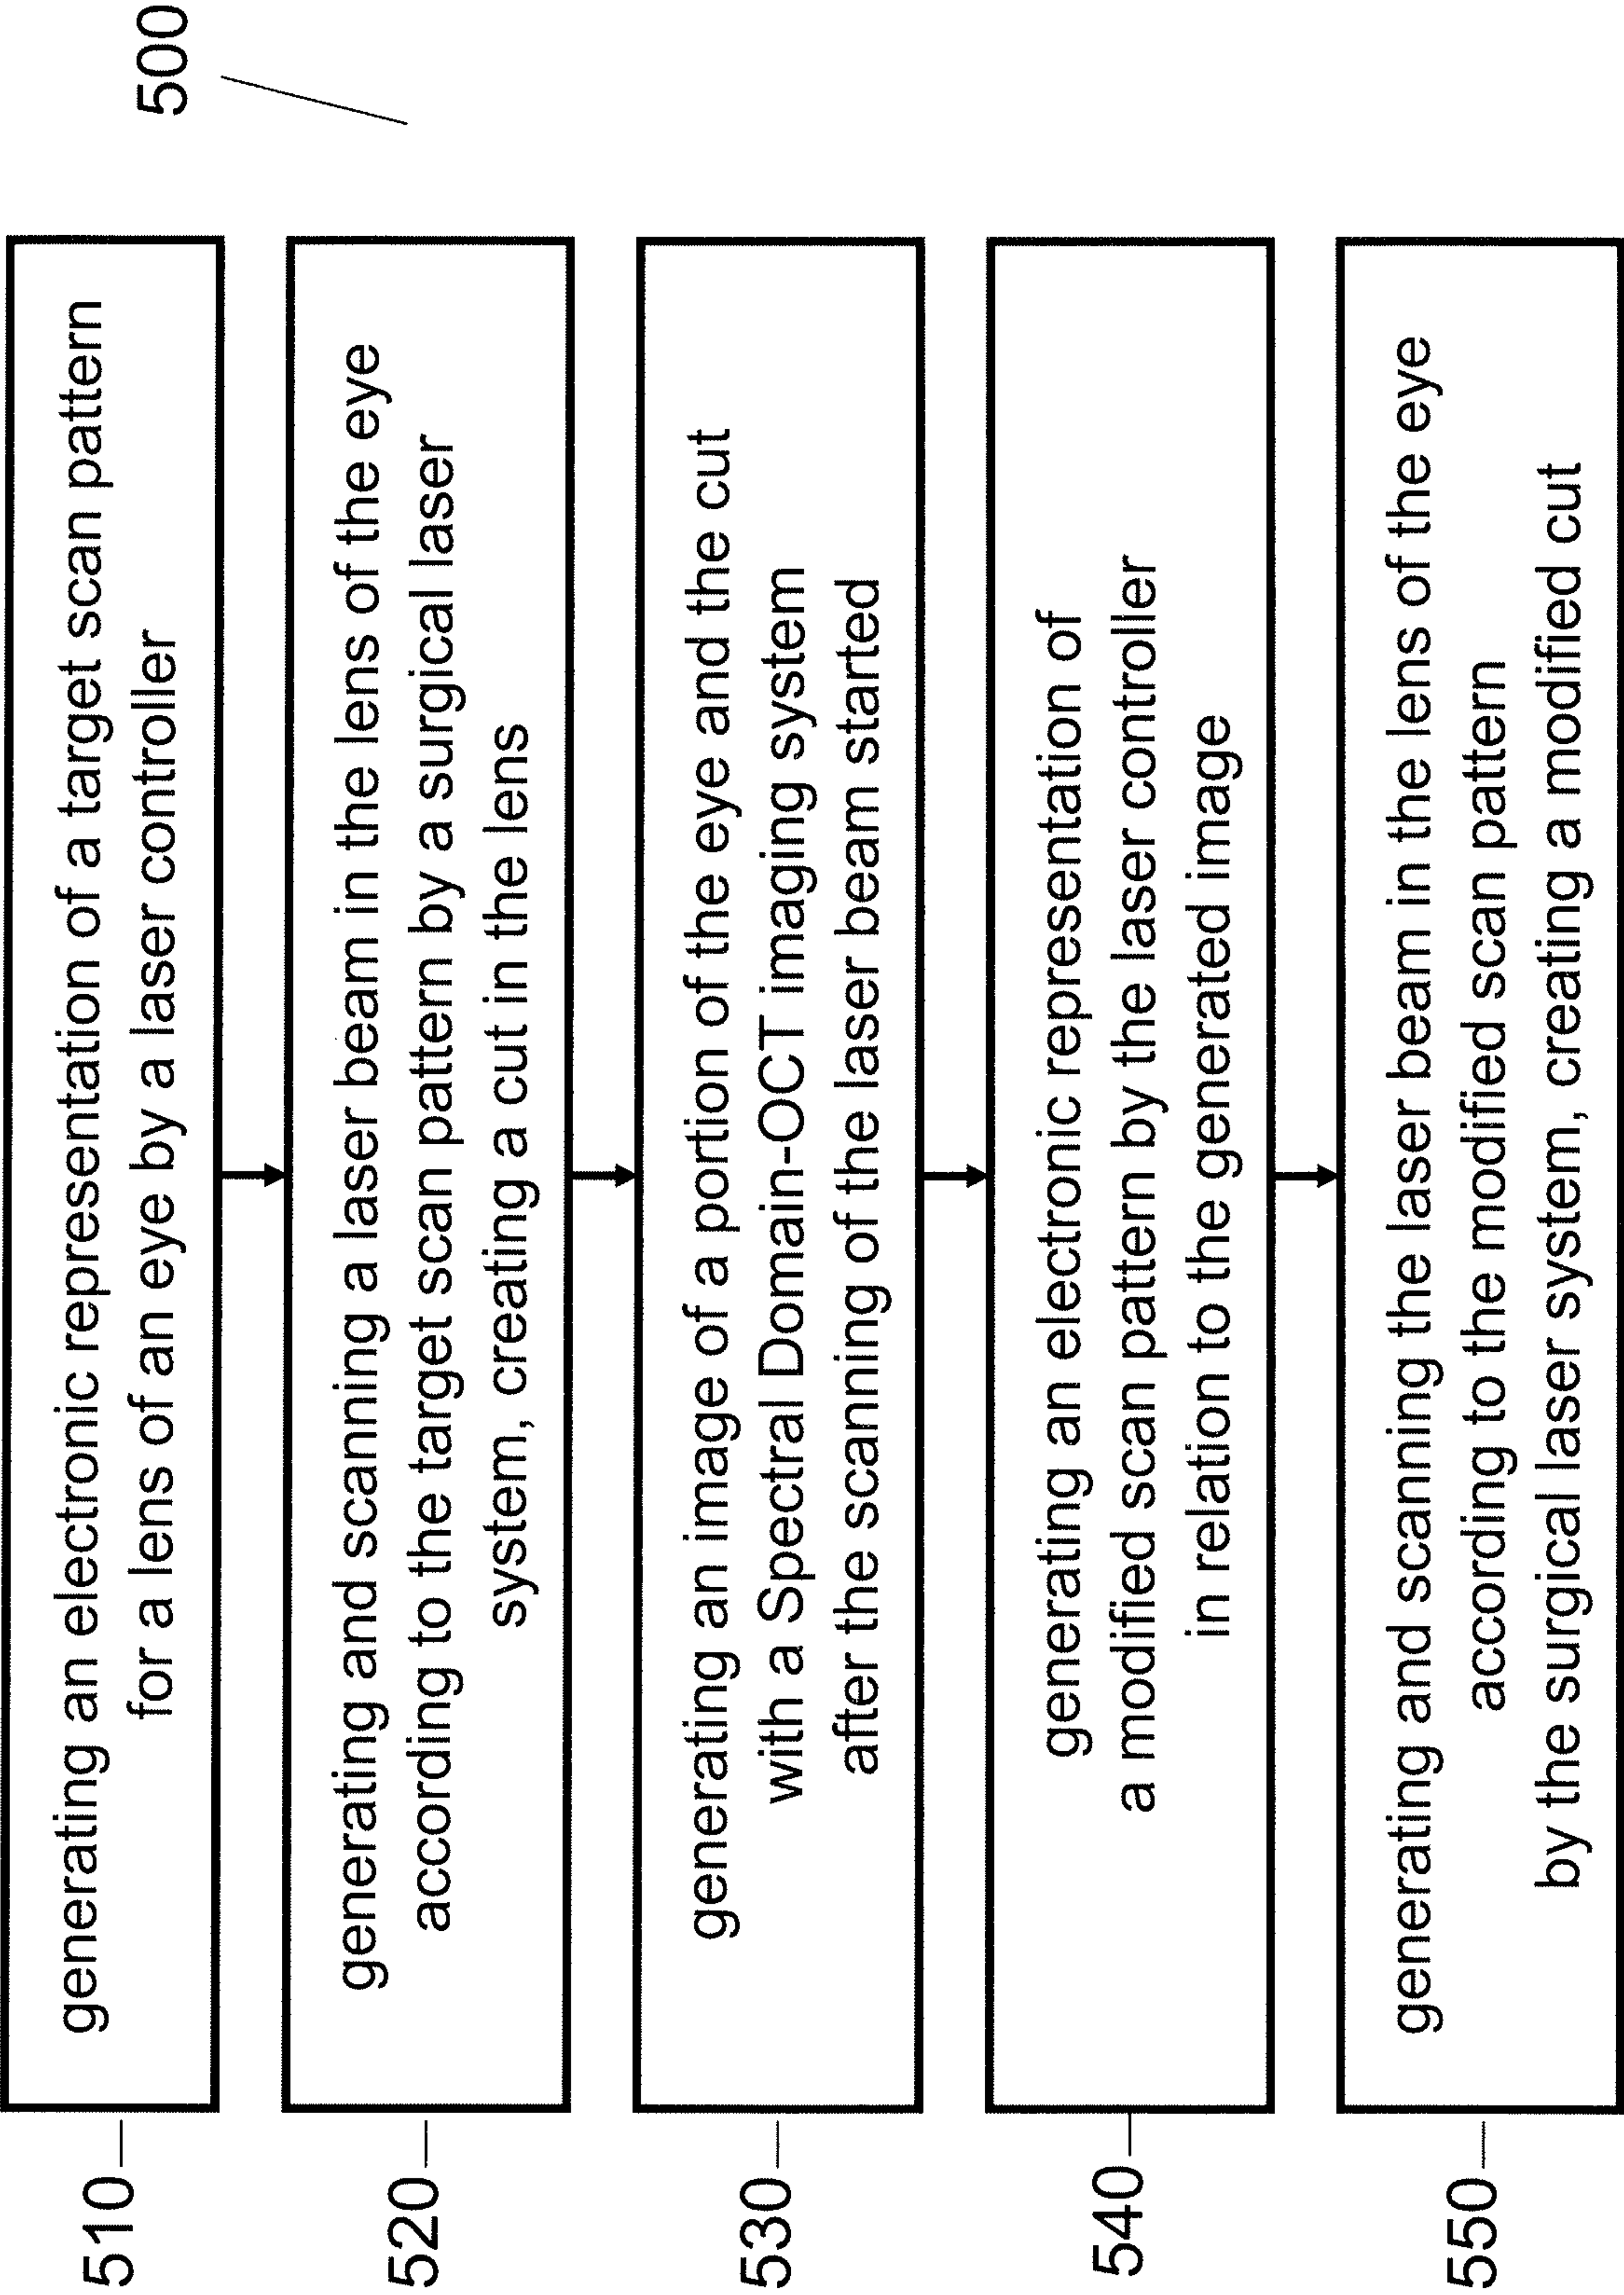 500
510
generating an electronic representation of a target scan pattern
for a lens of an eye by a laser controller
520
generating and scanning a laser beam in the lens of the eye
according to the target scan pattern by a surgical laser
system, creating a cut in the lens
530
generating an image of a portion of the eye and the cut
with a Spectral Domain-OCT imaging system
after the scanning of the laser beam started
540
generating an electronic representation of
a modified scan pattern by the laser controller
in relation to the generated image
550
generating and scanning the laser beam in the lens of the eye
according to the modified scan pattern
by the surgical laser system, creating a modified cut